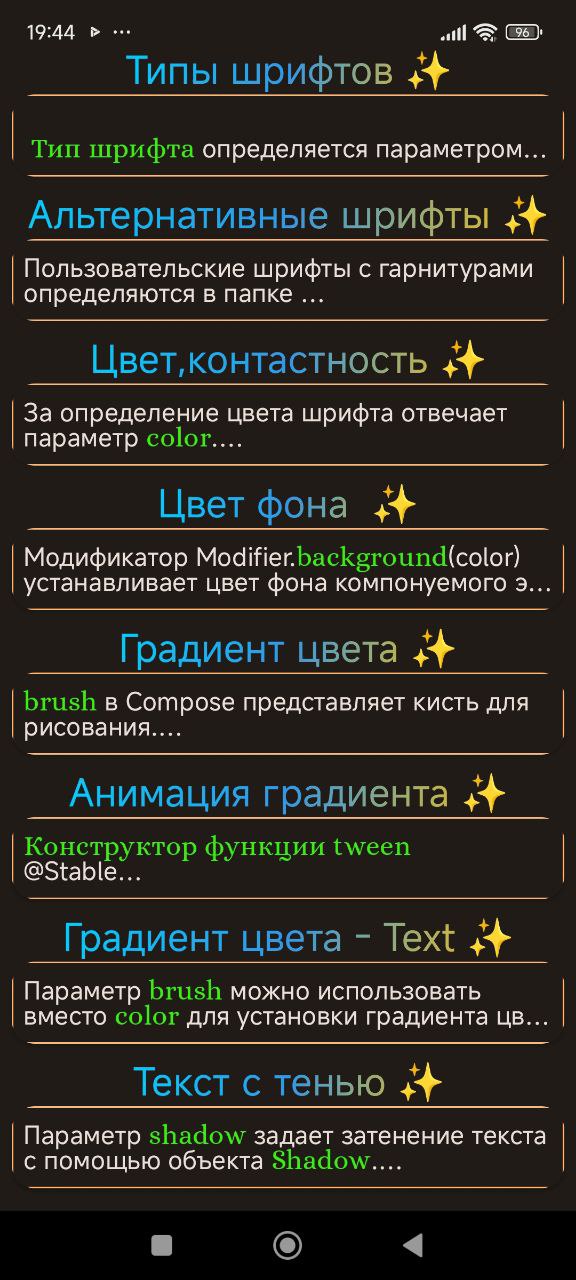 19:44
96
Типы шрифтов ✨
Тип шрифта определяется параметром...
Альтернативные шрифты ✨
Пользовательские шрифты с гарнитурами
определяются в папке ...
Цвет,контастность ✨
За определение цвета шрифта отвечает
параметр color....
Цвет фона ✨
Модификатор Modifier.background(color)
устанавливает цвет фона компонуемого э...
Градиент цвета ✨
brush в Compose представляет кисть для
рисования....
Анимация градиента ✨
Конструктор функции tween
@Stable...
Градиент цвета - Text ✨
Параметр brush можно использовать
вместо color для установки градиента цв...
Текст с тенью ✨
Параметр shadow задает затенение текста
с помощью объекта Shadow....